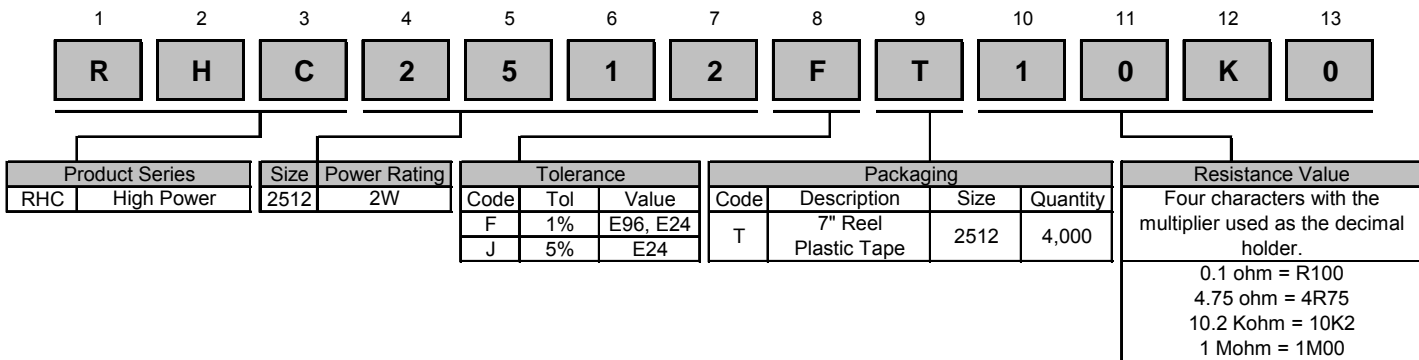 1 2 3 4 5 6 7 8 9 10 11 12 13
R H C 2 5 1 2 F T 1 0 K 0
Product Series
RHC High Power
Size Power Rating
2512 2W
Tolerance
Code Tol Value
F 1% E96, E24
J 5% E24
Packaging
Code Description Size Quantity
T 7" Reel
Plastic Tape 2512 4,000
Resistance Value
Four characters with the
multiplier used as the decimal
holder.
0.1 ohm = R100
4.75 ohm = 4R75
10.2 Kohm = 10K2
1 Mohm = 1M00